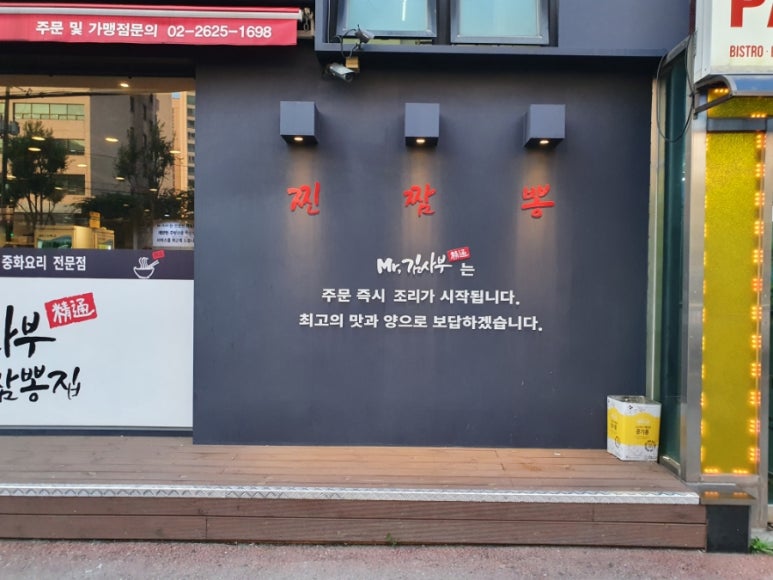 주문 및 가맹점문의 02-2625-1698
BISTRO
찐 짬 뽕
Mr.김사부 精通 는
주문 즉시 조리가 시작됩니다.
최고의 맛과 양으로 보답하겠습니다.
중화요리 전문점
精通
사부
짬뽕집